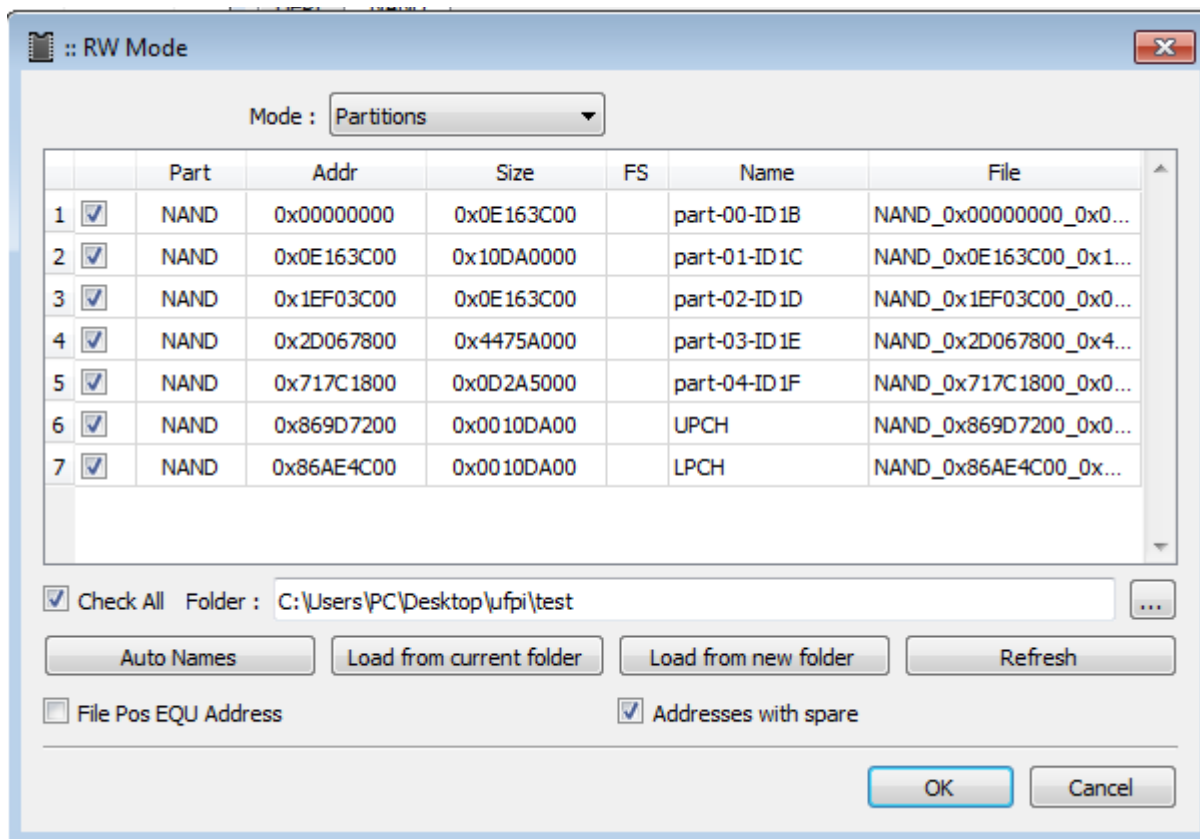 :: RW Mode
Mode : Partitions
Part Addr Size FS Name File
1 NAND 0x00000000 0x0E163C00 part-00-ID1B NAND_0x00000000_0x0...
2 NAND 0x0E163C00 0x10DA0000 part-01-ID1C NAND_0x0E163C00_0x1...
3 NAND 0x1EF03C00 0x0E163C00 part-02-ID1D NAND_0x1EF03C00_0x0...
4 NAND 0x2D067800 0x4475A000 part-03-ID1E NAND_0x2D067800_0x4...
5 NAND 0x717C1800 0x0D2A5000 part-04-ID1F NAND_0x717C1800_0x0...
6 NAND 0x869D7200 0x0010DA00 UPCH NAND_0x869D7200_0x0...
7 NAND 0x86AE4C00 0x0010DA00 LPCH NAND_0x86AE4C00_0x...
Check All Folder : C:\Users\PC\Desktop\ufpi\test ...
Auto Names Load from current folder Load from new folder Refresh
File Pos EQU Address Addresses with spare
OK Cancel